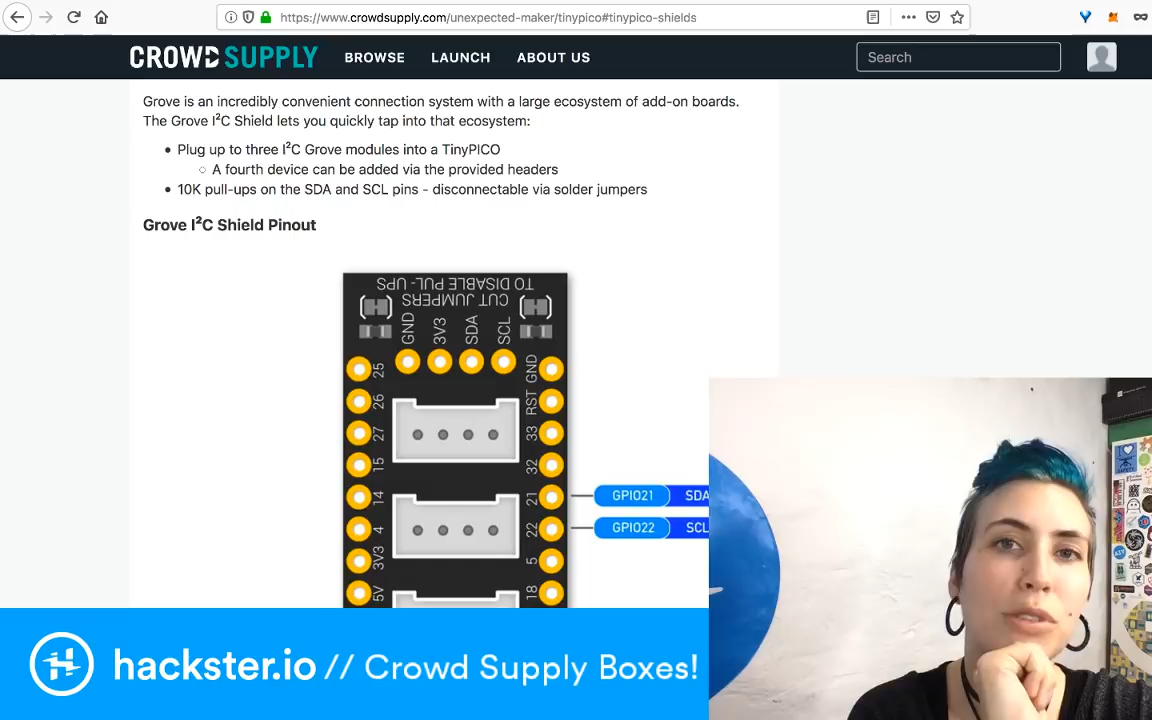 https://www.crowdsupply.com/unexpected-maker/tinypico#tinypico-shields
CROWD SUPPLY BROWSE LAUNCH ABOUT US Search
Grove is an incredibly convenient connection system with a large ecosystem of add-on boards.
The Grove I²C Shield lets you quickly tap into that ecosystem:
• Plug up to three I²C Grove modules into a TinyPICO
○ A fourth device can be added via the provided headers
• 10K pull-ups on the SDA and SCL pins - disconnectable via solder jumpers
Grove I²C Shield Pinout
CUT JUMPERS
TO DISABLE PUL-UPS
GND 3V3 SDA SCL
25 GND
26 RST
27 33
15 32
14 21 GPIO21 SDA
4 22 GPIO22 SCL
3V3 5
5V 18
hackster.io // Crowd Supply Boxes!